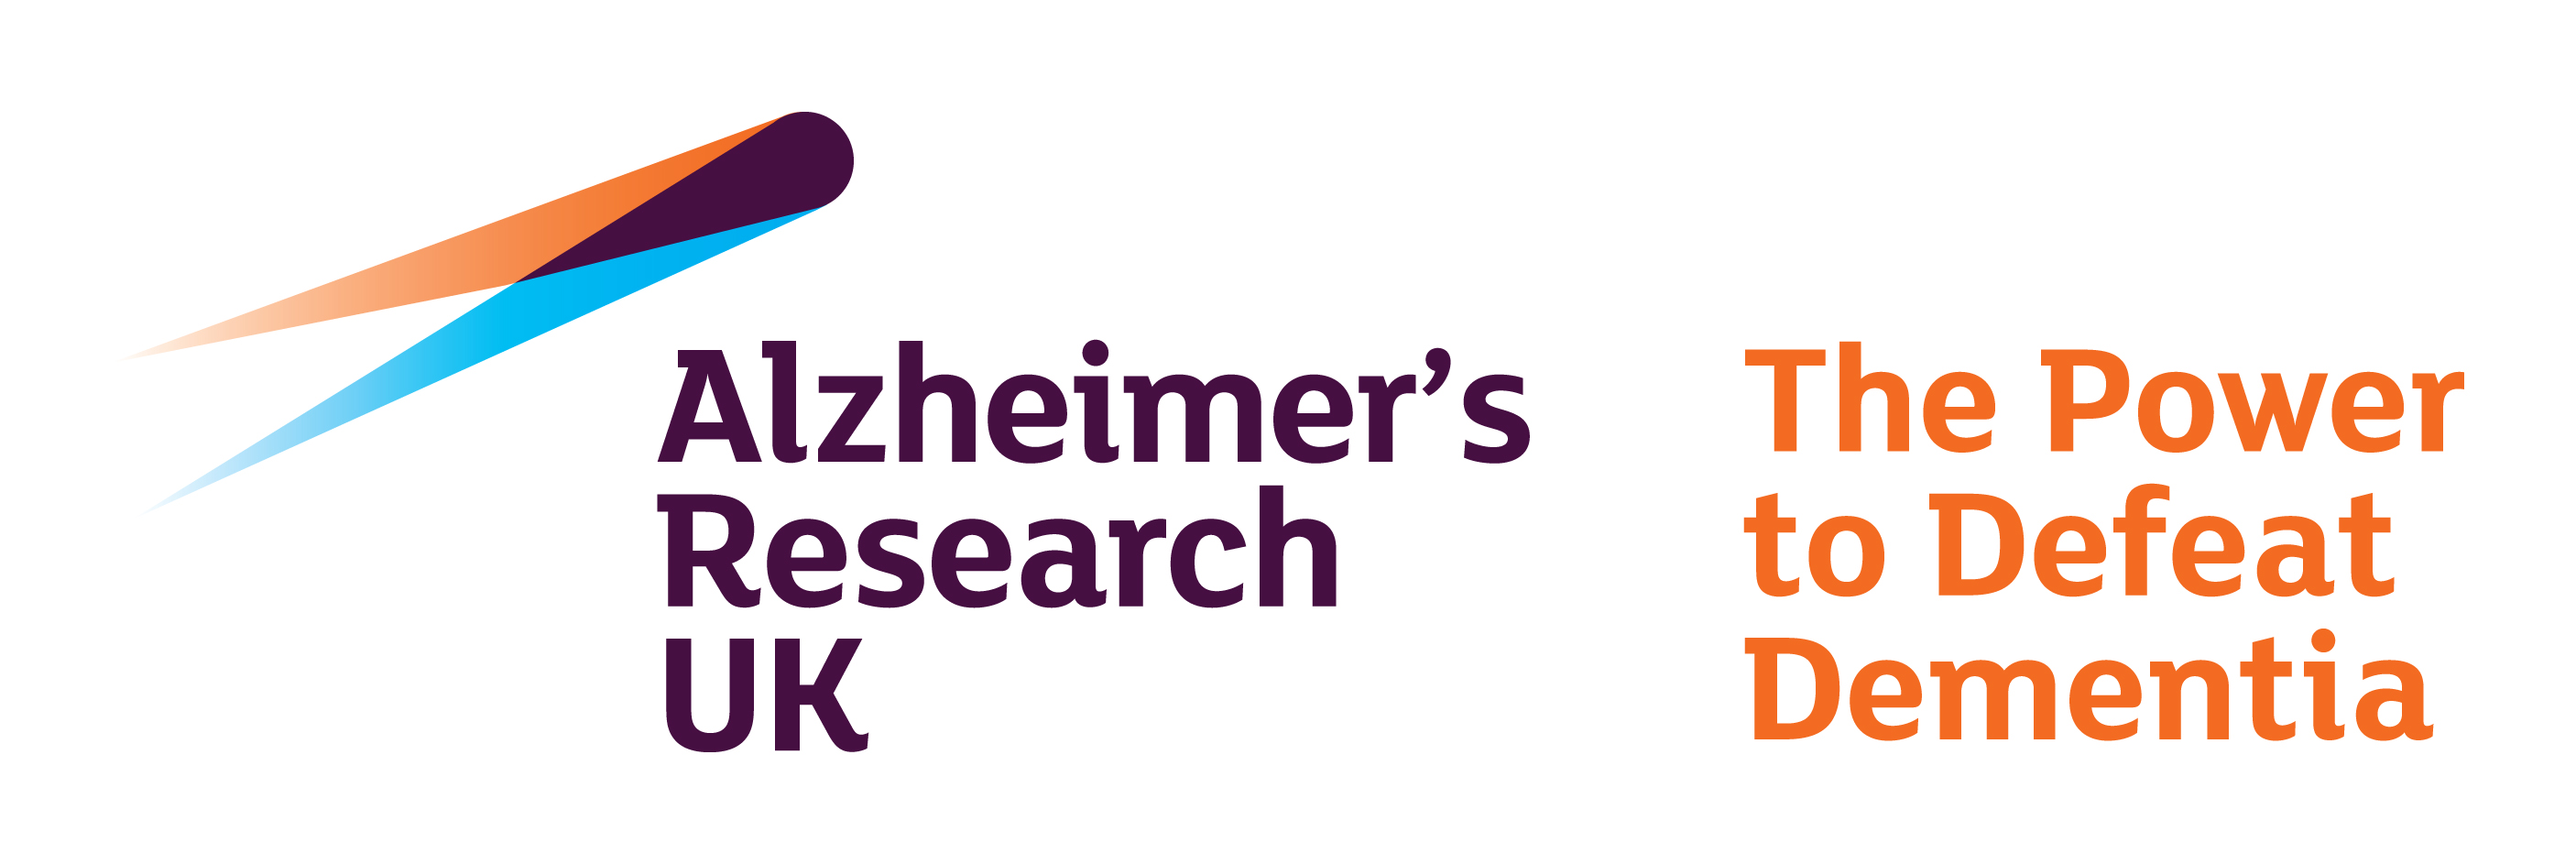 Alzheimer’s
Research
UK
The Power
to Defeat
Dementia